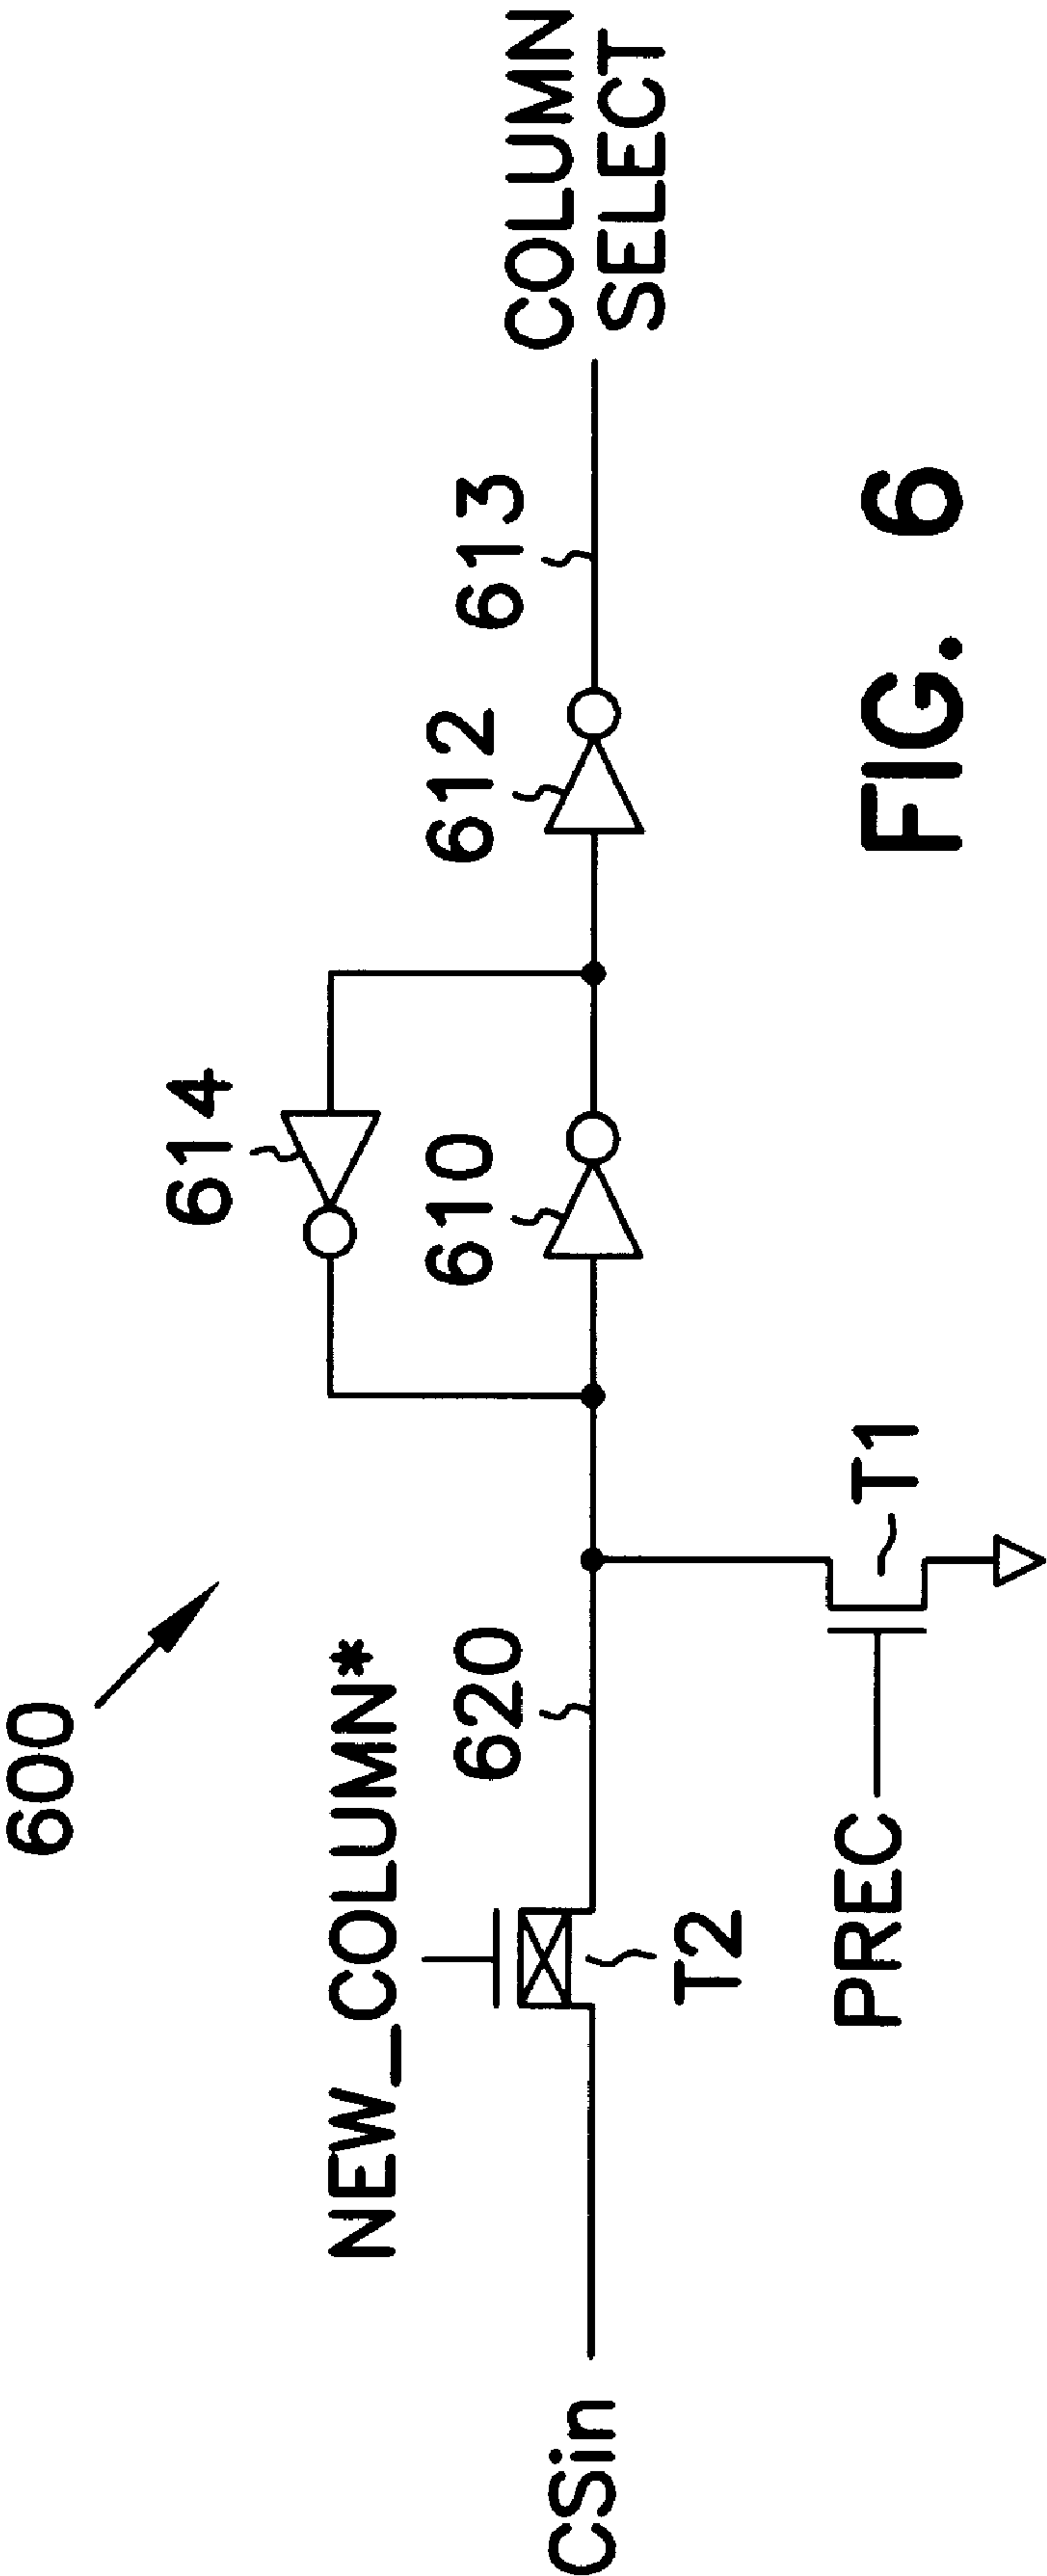 600
NEW_COLUMN*
614
CSin
620
610
612
613
COLUMN
SELECT
T2
T1
PREC
FIG. 6